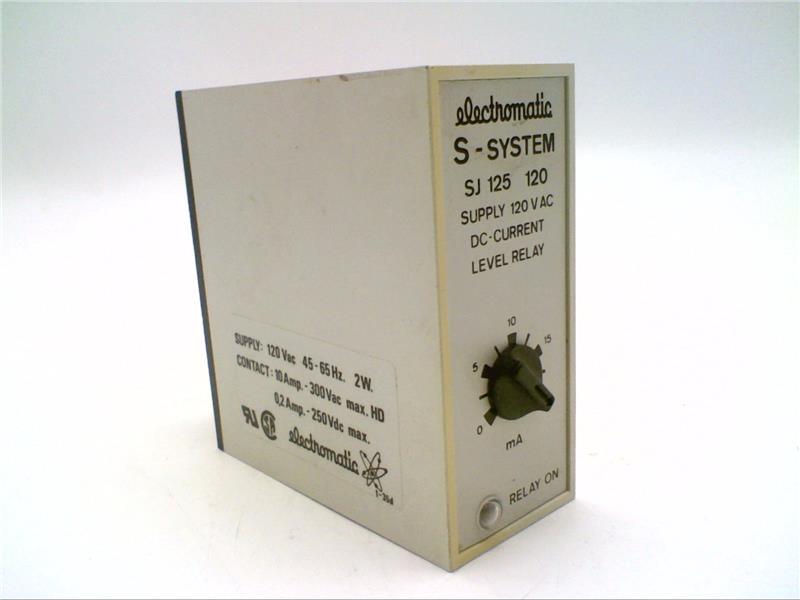 electromatic
S-SYSTEM
SJ 125 120
SUPPLY 120 V AC
DC-CURRENT
LEVEL RELAY
10
5
15
0
mA
RELAY ON
SUPPLY: 120 Vac 45-65 Hz. 2W.
CONTACT: 10 Amp. - 300 Vac max. HD
0,2 Amp. - 250 Vdc max.
electromatic